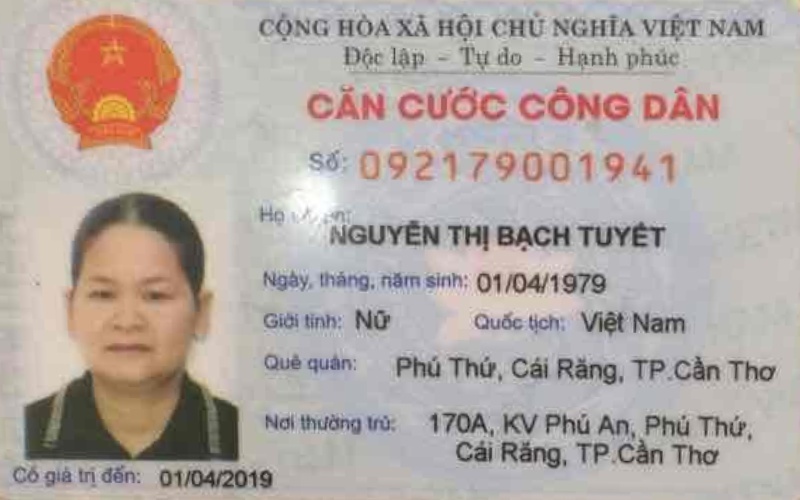 CỘNG HÒA XÃ HỘI CHỦ NGHĨA VIỆT NAM
Độc lập - Tự do - Hạnh phúc
CĂN CƯỚC CÔNG DÂN
Số: 092179001941
Họ
NGUYỄN THỊ BẠCH TUYẾT
Ngày, tháng, năm sinh: 01/04/1979
Giới tính: Nữ Quốc tịch: Việt Nam
Quê quán: Phú Thứ, Cái Răng, TP.Cần Thơ
Nơi thường trú: 170A, KV Phú An, Phú Thứ,
Cái Răng, TP.Cần Thơ
Có giá trị đến: 01/04/2019